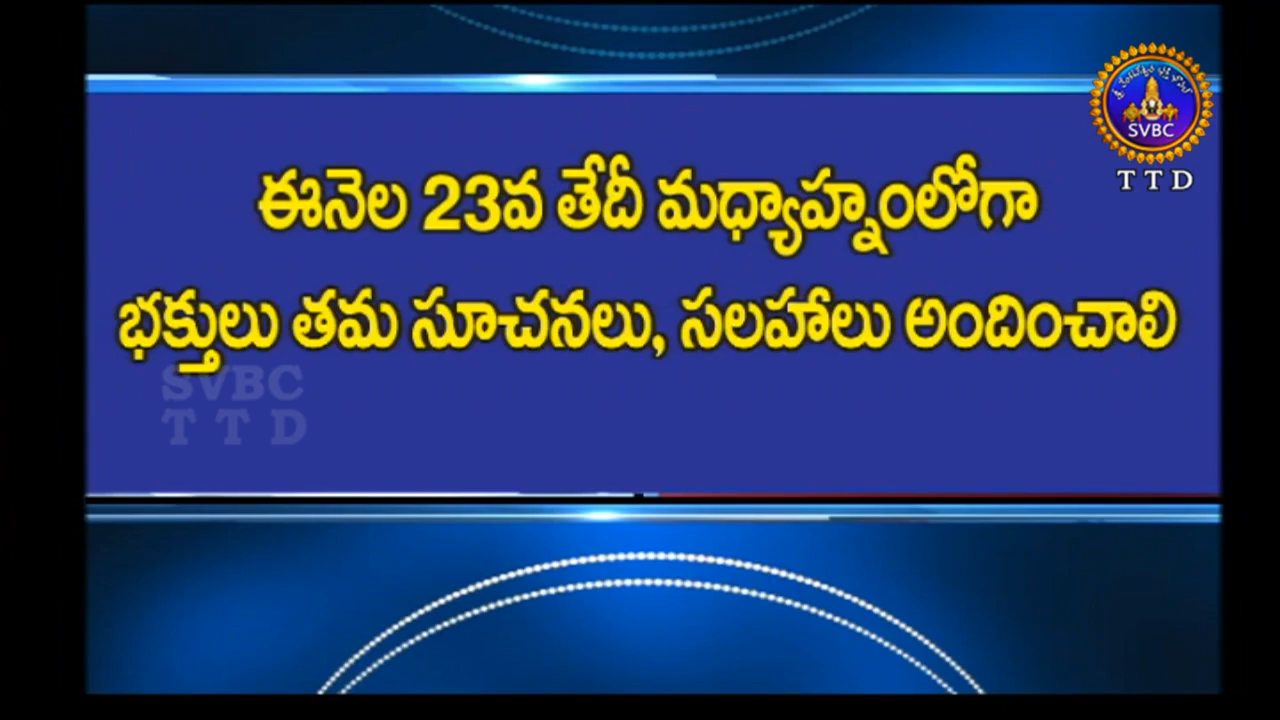 ఈనెల 23వ తేదీ మధ్యాహ్నంలోగా
భక్తులు తమ సూచనలు, సలహాలు అందించాలి
SVBC
TTD
SVBC
TTD